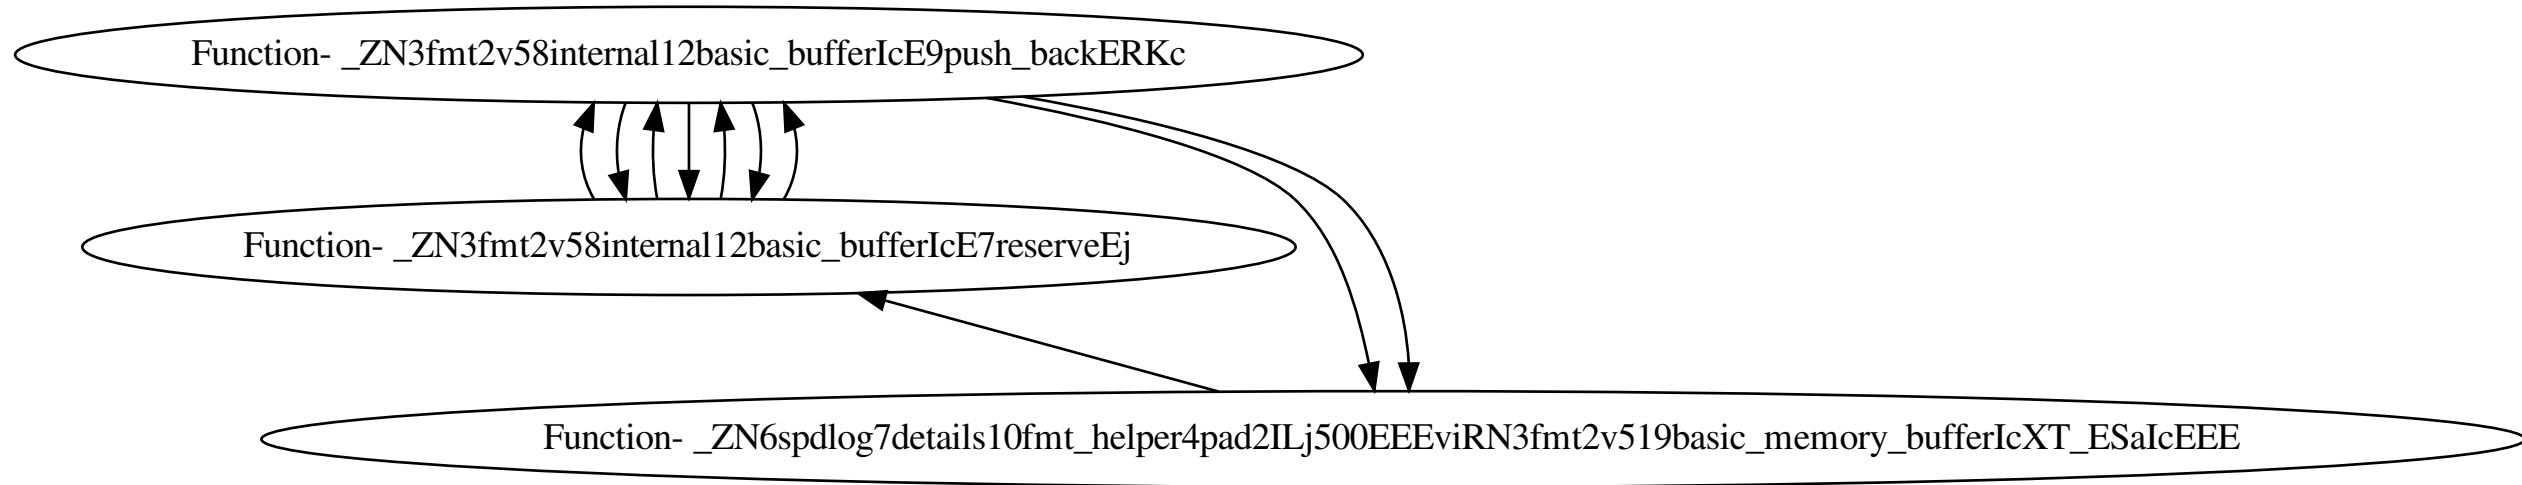 Function- _ZN3fmt2v58internal12basic_bufferIcE9push_backERKc
Function- _ZN3fmt2v58internal12basic_bufferIcE7reserveEj
Function- _ZN6spdlog7details10fmt_helper4pad2ILj500EEEviRN3fmt2v519basic_memory_bufferIcXT_ESaIcEEE